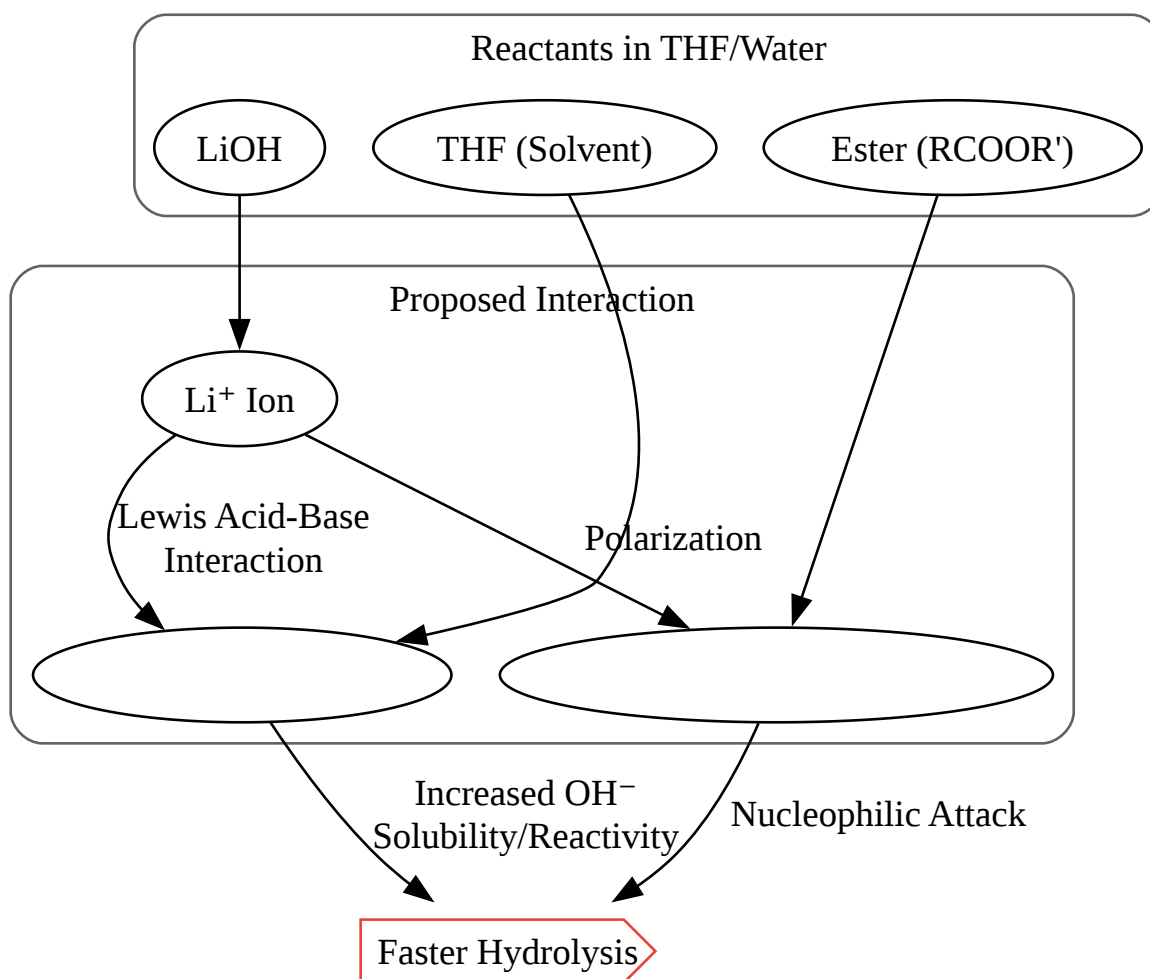 Reactants in THF/Water
LiOH
THF (Solvent)
Ester (RCOOR')
Proposed Interaction
Li⁺ Ion
Lewis Acid-Base
Interaction
Polarization
Increased OH⁻
Solubility/Reactivity
Nucleophilic Attack
Faster Hydrolysis